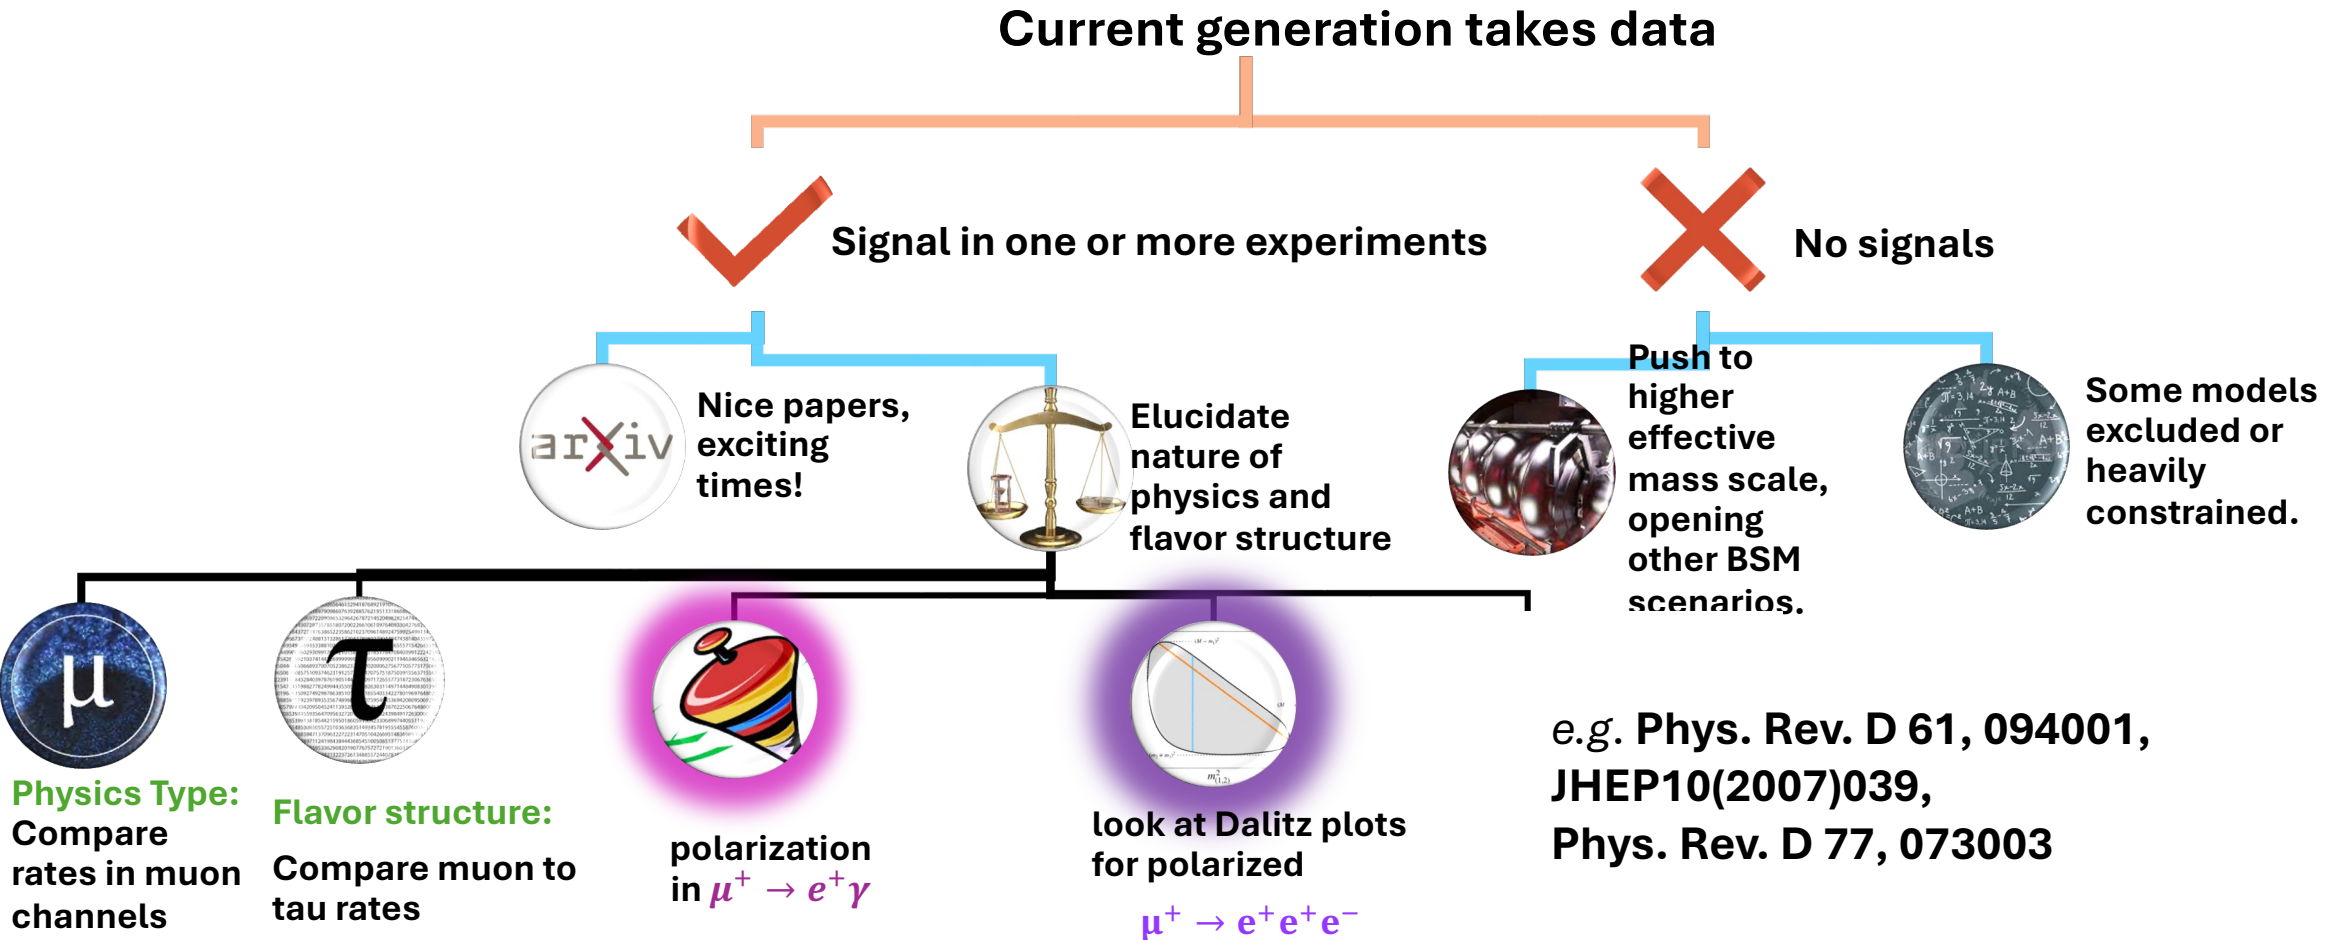 Current generation takes data
Signal in one or more experiments
No signals
arXiv
Nice papers,
exciting
times!
Elucidate
nature of
physics and
flavor structure
Push to
higher
effective
mass scale,
opening
other BSM
scenarios.
Some models
excluded or
heavily
constrained.
μ
Physics Type:
Compare
rates in muon
channels
τ
Flavor structure:
Compare muon to
tau rates
polarization
in μ⁺ → e⁺γ
look at Dalitz plots
for polarized
μ⁺ → e⁺e⁺e⁻
e.g. Phys. Rev. D 61, 094001,
JHEP10(2007)039,
Phys. Rev. D 77, 073003